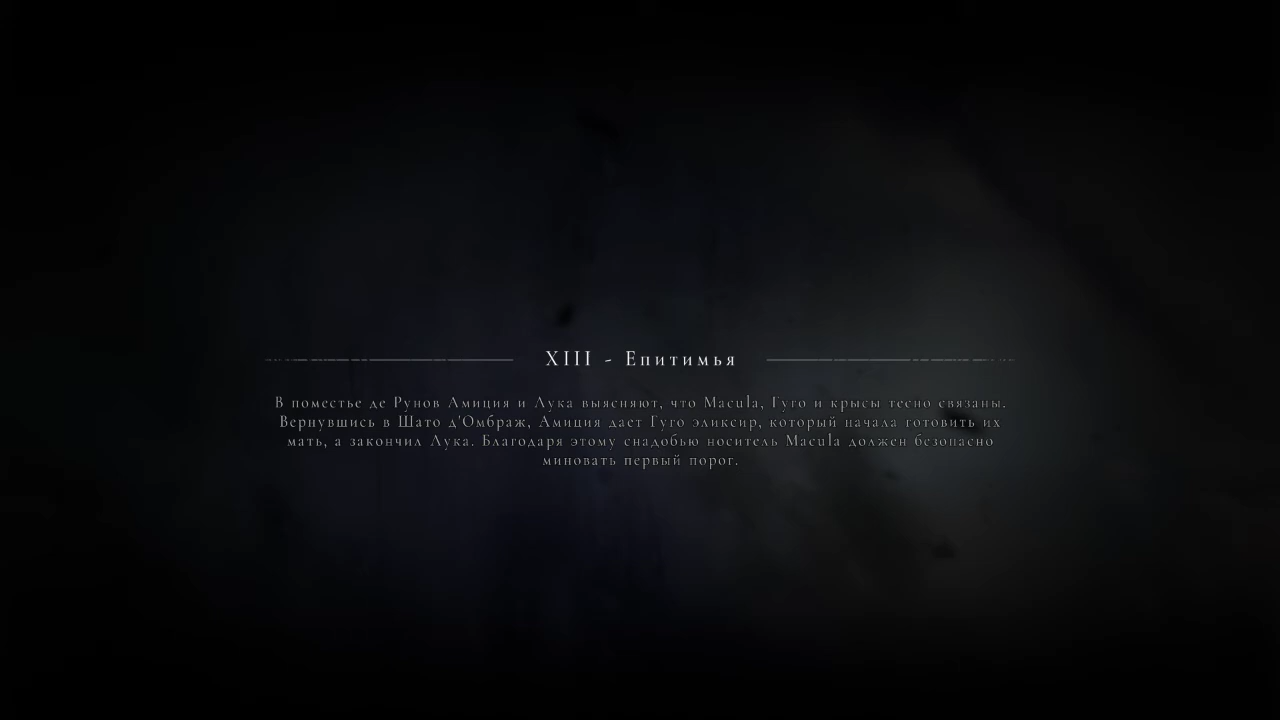 XIII - Епитимья
В поместье де Рунов Амиция и Лука выясняют, что Macula, Гуго и крысы тесно связаны.
Вернувшись в Шато д'Омбраж, Амиция дает Гуго эликсир, который начала готовить их
мать, а закончил Лука. Благодаря этому снадобью носитель Macula должен безопасно
миновать первый порог.